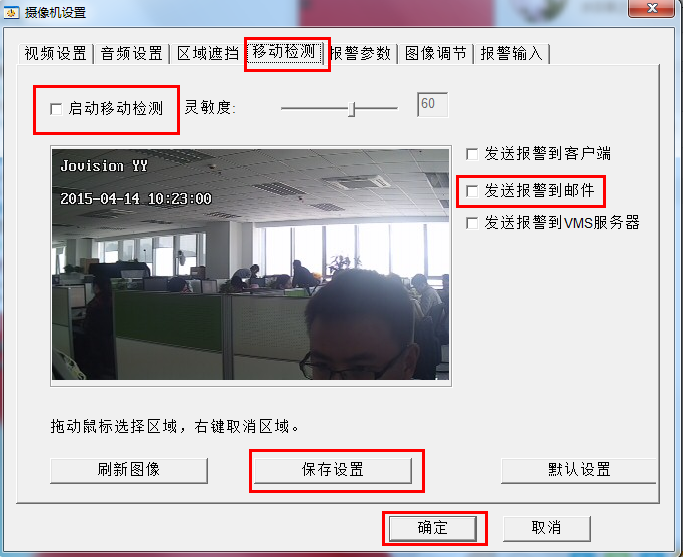 摄像机设置
视频设置 音频设置 区域遮挡 移动检测 报警参数 图像调节 报警输入
启动移动检测 灵敏度: 60
Jovision YY
2015-04-14 10:23:00
发送报警到客户端
发送报警到邮件
发送报警到VMS服务器
拖动鼠标选择区域，右键取消区域。
刷新图像 保存设置 默认设置
确定 取消